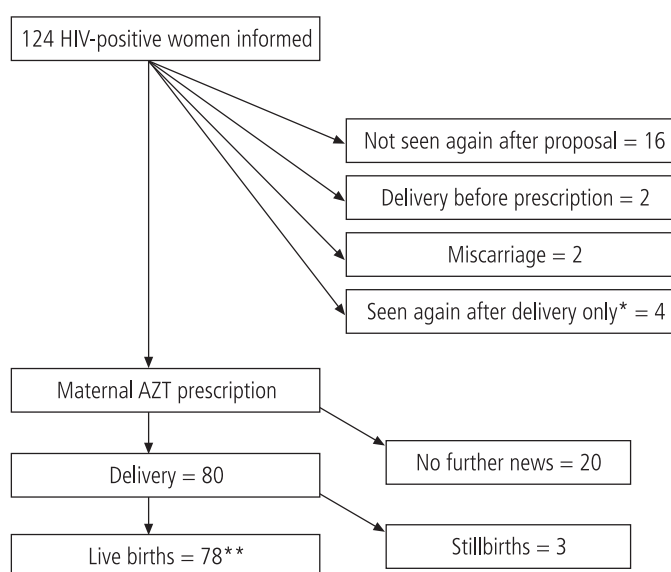 124 HIV-positive women informed
Not seen again after proposal = 16
Delivery before prescription = 2
Miscarriage = 2
Seen again after delivery only* = 4
Maternal AZT prescription
No further news = 20
Delivery = 80
Stillbirths = 3
Live births = 78**